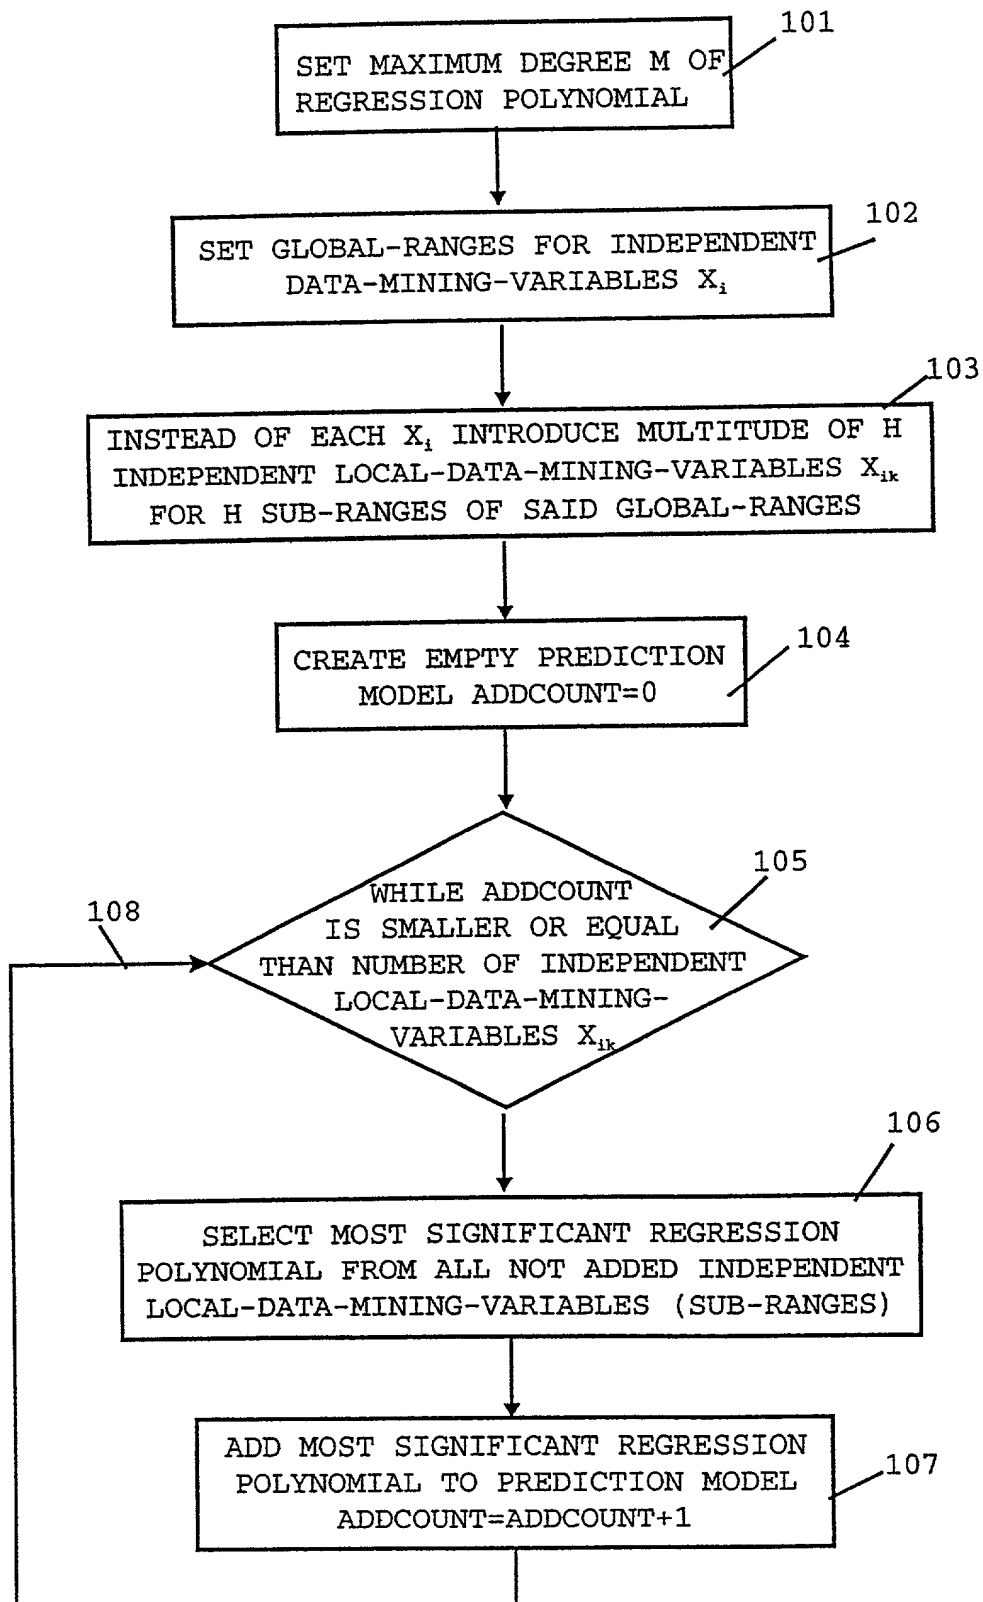 101
SET MAXIMUM DEGREE M OF
REGRESSION POLYNOMIAL
102
SET GLOBAL-RANGES FOR INDEPENDENT
DATA-MINING-VARIABLES Xi
103
INSTEAD OF EACH Xi INTRODUCE MULTITUDE OF H
INDEPENDENT LOCAL-DATA-MINING-VARIABLES Xik
FOR H SUB-RANGES OF SAID GLOBAL-RANGES
104
CREATE EMPTY PREDICTION
MODEL ADDCOUNT=0
105
108
WHILE ADDCOUNT
IS SMALLER OR EQUAL
THAN NUMBER OF INDEPENDENT
LOCAL-DATA-MINING-
VARIABLES Xik
106
SELECT MOST SIGNIFICANT REGRESSION
POLYNOMIAL FROM ALL NOT ADDED INDEPENDENT
LOCAL-DATA-MINING-VARIABLES (SUB-RANGES)
ADD MOST SIGNIFICANT REGRESSION
POLYNOMIAL TO PREDICTION MODEL
ADDCOUNT=ADDCOUNT+1
107